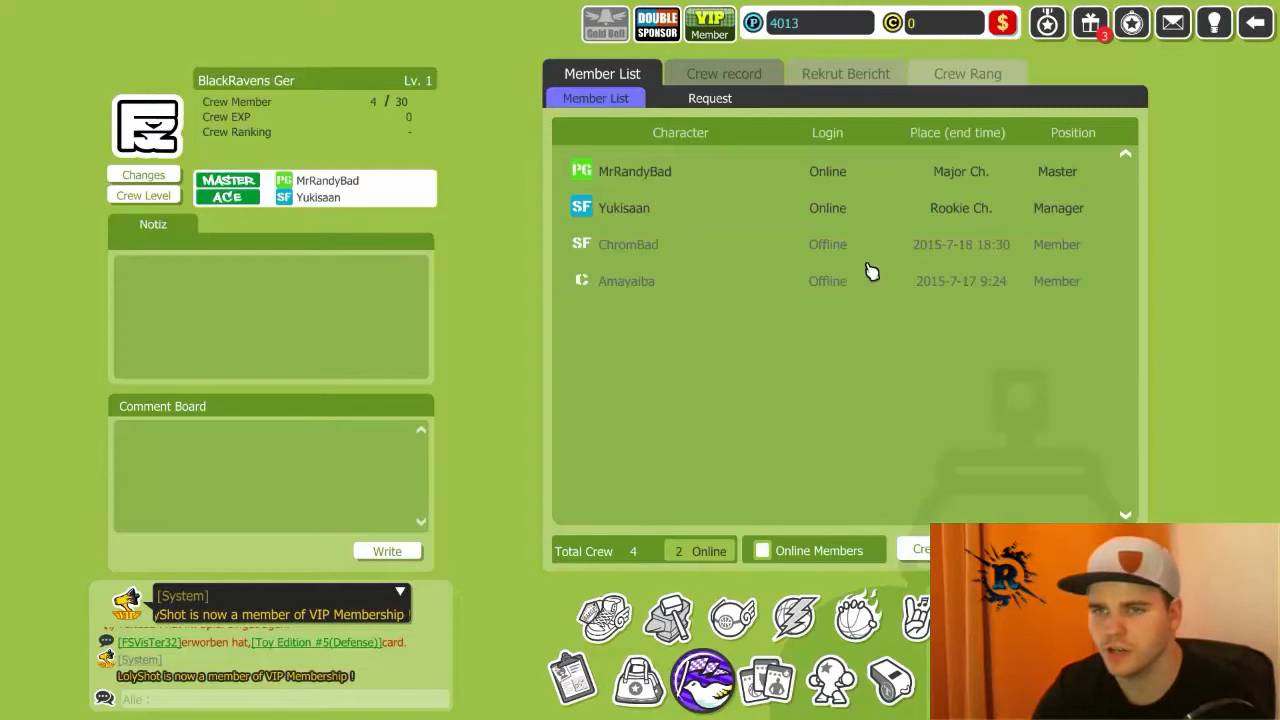 Gold Bell
DOUBLE
SPONSOR
VIP
Member
P 4013
C 0
$
3
BlackRavens Ger Lv. 1
Crew Member 4 / 30
Crew EXP 0
Crew Ranking -
Changes
Crew Level
MASTER PG MrRandyBad
ACE SF Yukisaan
Notiz
Comment Board
Write
Member List Crew record Rekrut Bericht Crew Rang
Member List Request
Character Login Place (end time) Position
PG MrRandyBad Online Major Ch. Master
SF Yukisaan Online Rookie Ch. Manager
SF ChromBad Offline 2015-7-18 18:30 Member
C Amayaiba Offline 2015-7-17 9:24 Member
Total Crew 4 2 Online Online Members
VIP
[System]
yShot is now a member of VIP Membership !
[FSVisTer32]erworben hat,[Toy Edition #5(Defense)]card.
[System]
LolyShot is now a member of VIP Membership !
Alle :
R